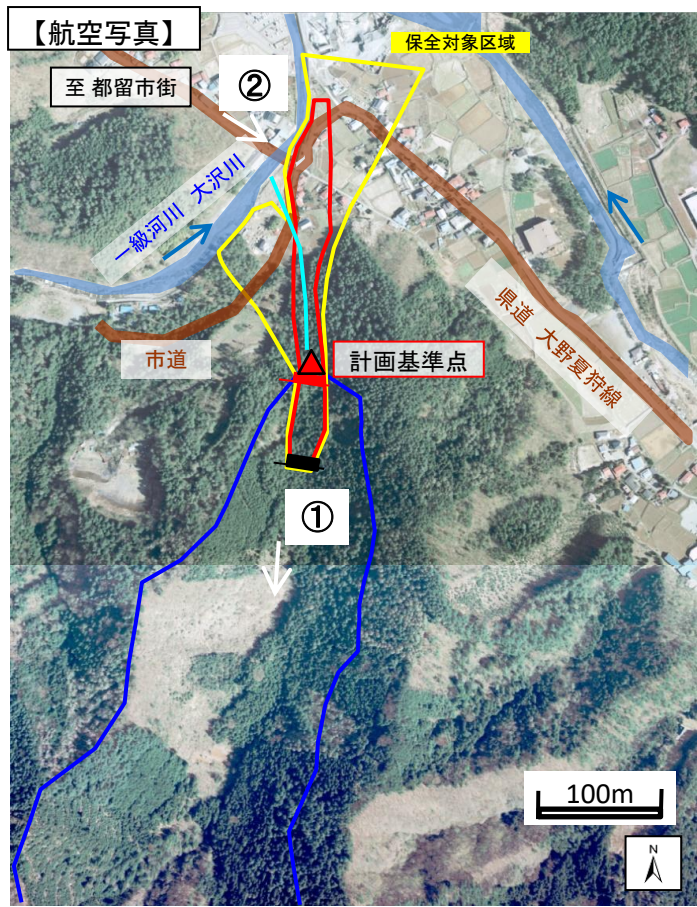 【航空写真】
保全対象区域
至 都留市街
②
一級河川 大沢川
県道 大野夏狩線
市道
計画基準点
①
100m
N